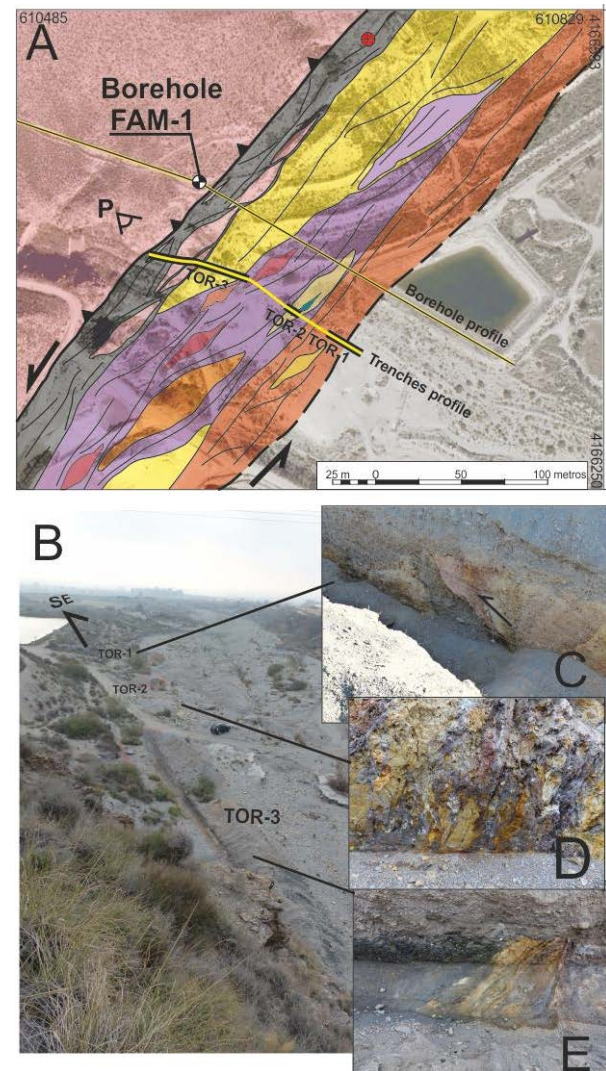 610485
610829
A
4166583
Borehole
FAM-1
P
TOR-3
TOR-2
TOR-1
Borehole profile
Trenches profile
4166250
25 m 0 50 100 metros
B
SE
TOR-1
TOR-2
TOR-3
C
D
E